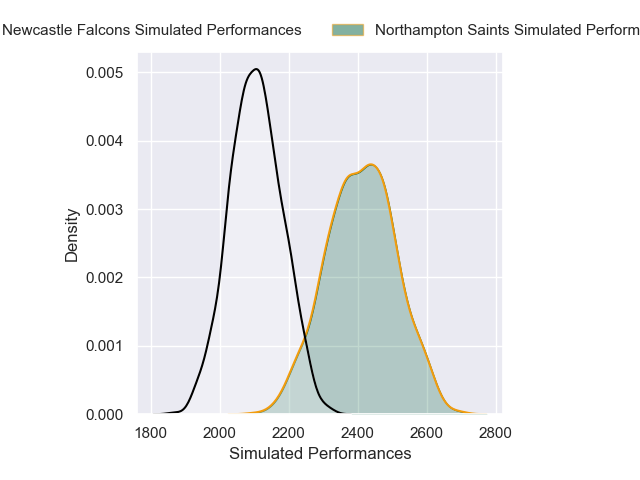 Newcastle Falcons Simulated Performances
Northampton Saints Simulated Perform
0.005
0.004
0.003
0.002
0.001
0.000
Density
1800 2000 2200 2400 2600 2800
Simulated Performances